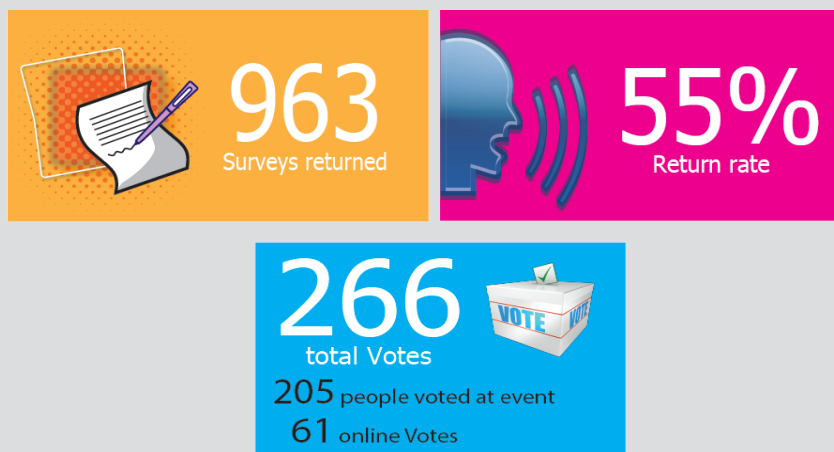 963
Surveys returned
55%
Return rate
266
total Votes
VOTE
VOTE
205 people voted at event
61 online Votes